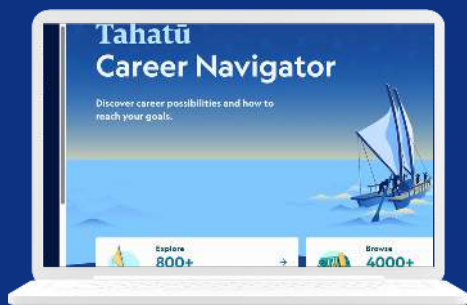 Tahatū
Career Navigator
Discover career possibilities and how to
reach your goals.
Explore
800+
Browse
4000+